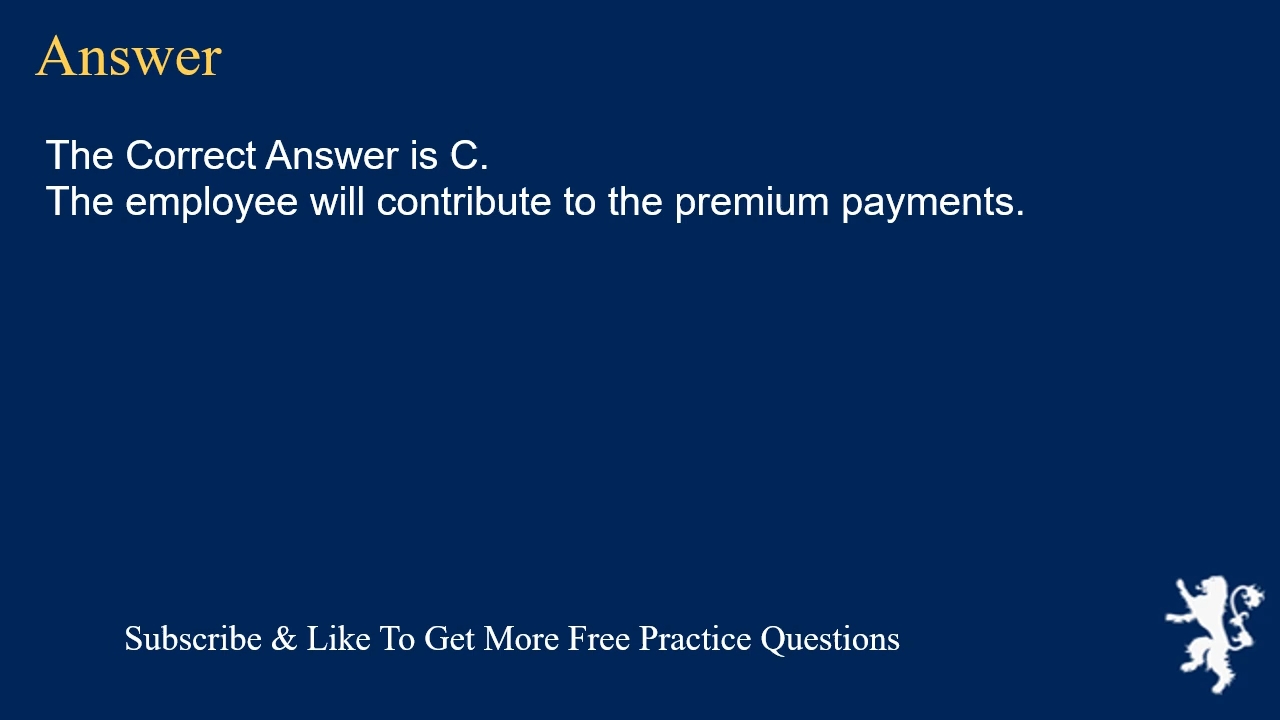 Answer
The Correct Answer is C.
The employee will contribute to the premium payments.
Subscribe & Like To Get More Free Practice Questions